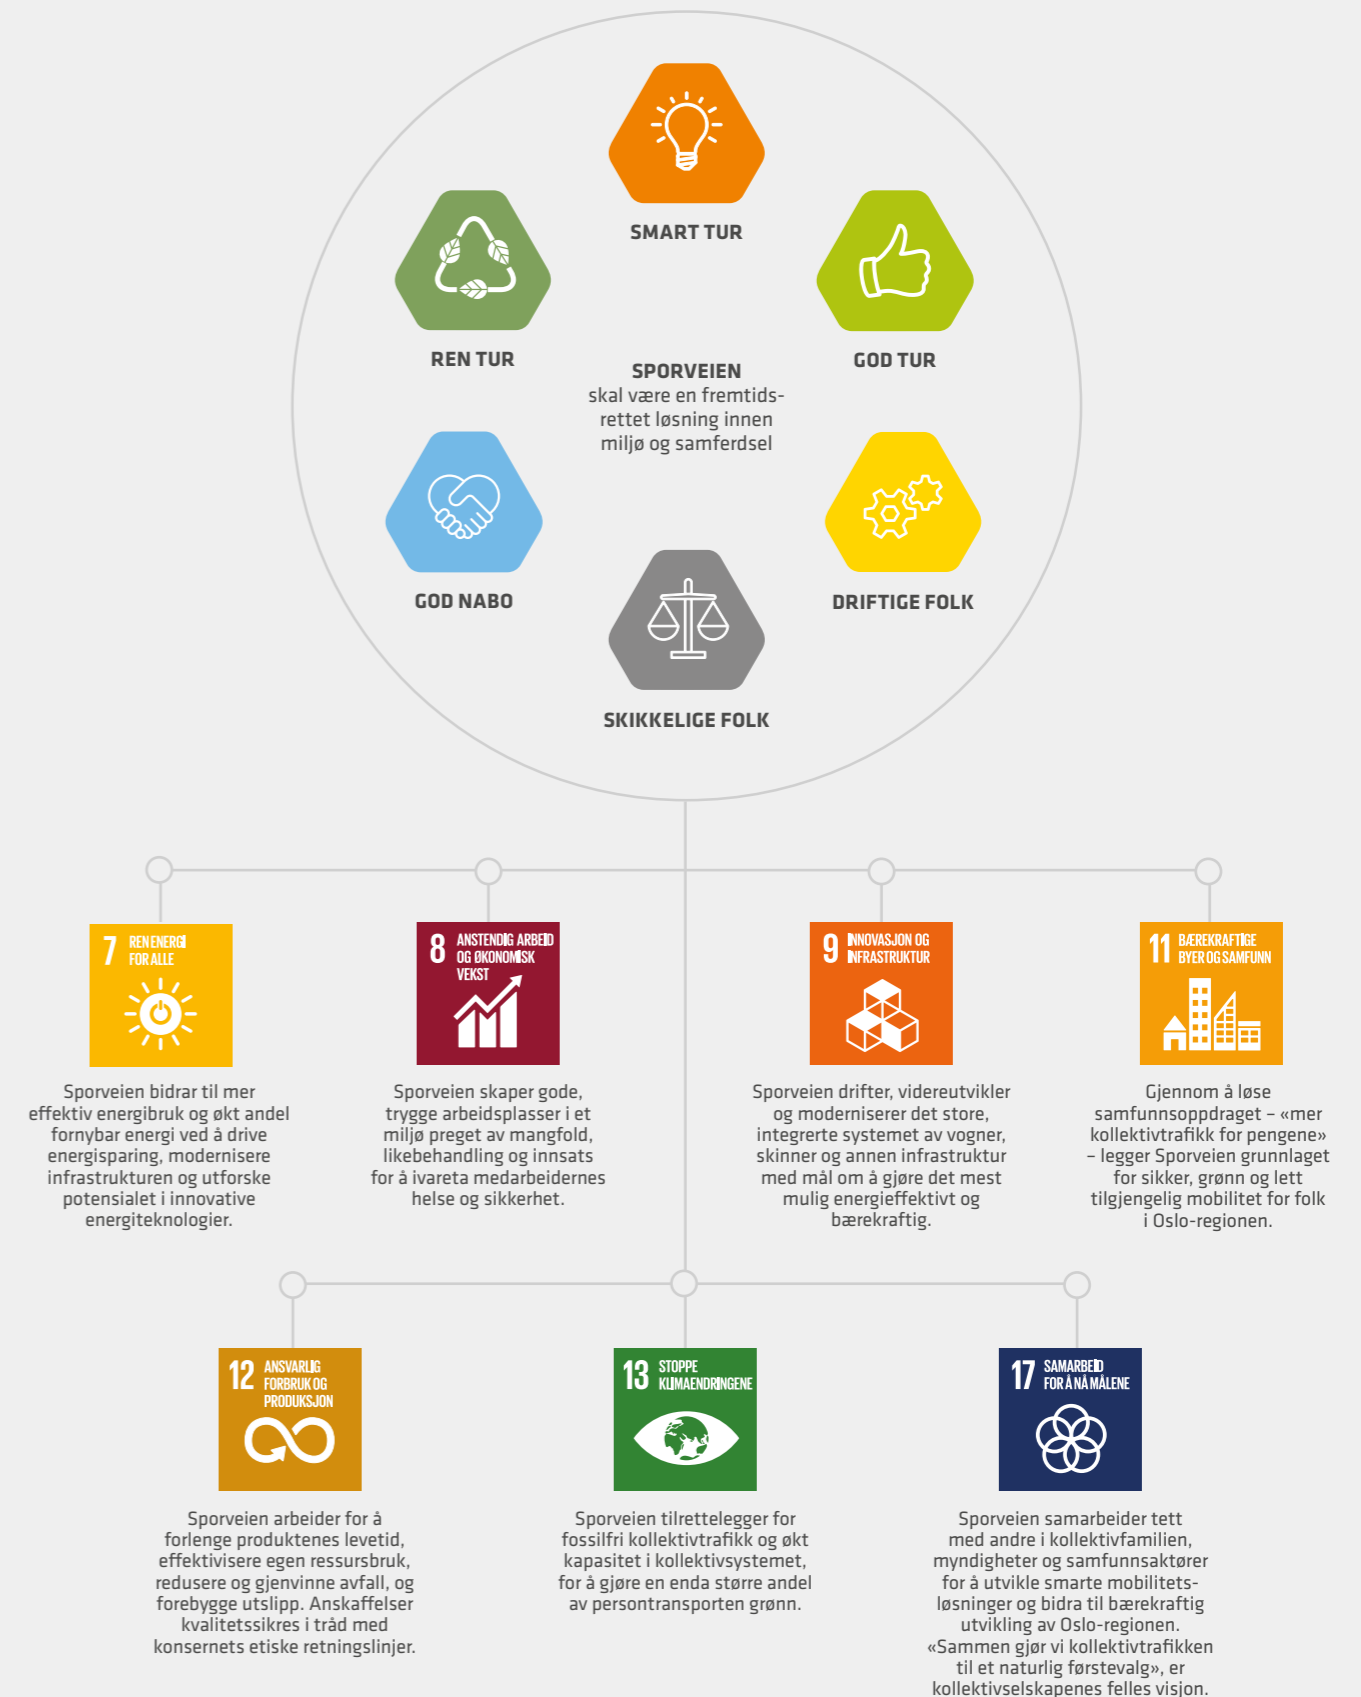 SMART TUR
REN TUR
GOD TUR
SPORVEIEN
skal være en fremtids-
rettet løsning innen
miljø og samferdsel
GOD NABO
DRIFTIGE FOLK
SKIKKELIGE FOLK
7 REN ENERGI
FOR ALLE
Sporveien bidrar til mer
effektiv energibruk og økt andel
fornybar energi ved å drive
energisparing, modernisere
infrastrukturen og utforske
potensialet i innovative
energiteknologier.
8 ANSTENDIG ARBEID
OG ØKONOMISK
VEKST
Sporveien skaper gode,
trygge arbeidsplasser i et
miljø preget av mangfold,
likebehandling og innsats
for å ivareta medarbeidernes
helse og sikkerhet.
9 INNOVASJON OG
INFRASTRUKTUR
Sporveien drifter, videreutvikler
og moderniserer det store,
integrerte systemet av vogner,
skinner og annen infrastruktur
med mål om å gjøre det mest
mulig energieffektivt og
bærekraftig.
11 BÆREKRAFTIGE
BYER OG SAMFUNN
Gjennom å løse
samfunnsoppdraget – «mer
kollektivtrafikk for pengene»
– legger Sporveien grunnlaget
for sikker, grønn og lett
tilgjengelig mobilitet for folk
i Oslo-regionen.
12 ANSVARLIG
FORBRUK OG
PRODUKSJON
Sporveien arbeider for å
forlenge produktenes levetid,
effektivisere egen ressursbruk,
redusere og gjenvinne avfall, og
forebygge utslipp. Anskaffelser
kvalitetssikres i tråd med
konsernets etiske retningslinjer.
13 STOPPE
KLIMAENDRINGENE
Sporveien tilrettelegger for
fossilfri kollektivtrafikk og økt
kapasitet i kollektivsystemet,
for å gjøre en enda større andel
av persontransporten grønn.
17 SAMARBEID
FOR Å NÅ MÅLENE
Sporveien samarbeider tett
med andre i kollektivfamilien,
myndigheter og samfunnsaktører
for å utvikle smarte mobilitets-
løsninger og bidra til bærekraftig
utvikling av Oslo-regionen.
«Sammen gjør vi kollektivtrafikken
til et naturlig førstevalg», er
kollektivselskapenes felles visjon.